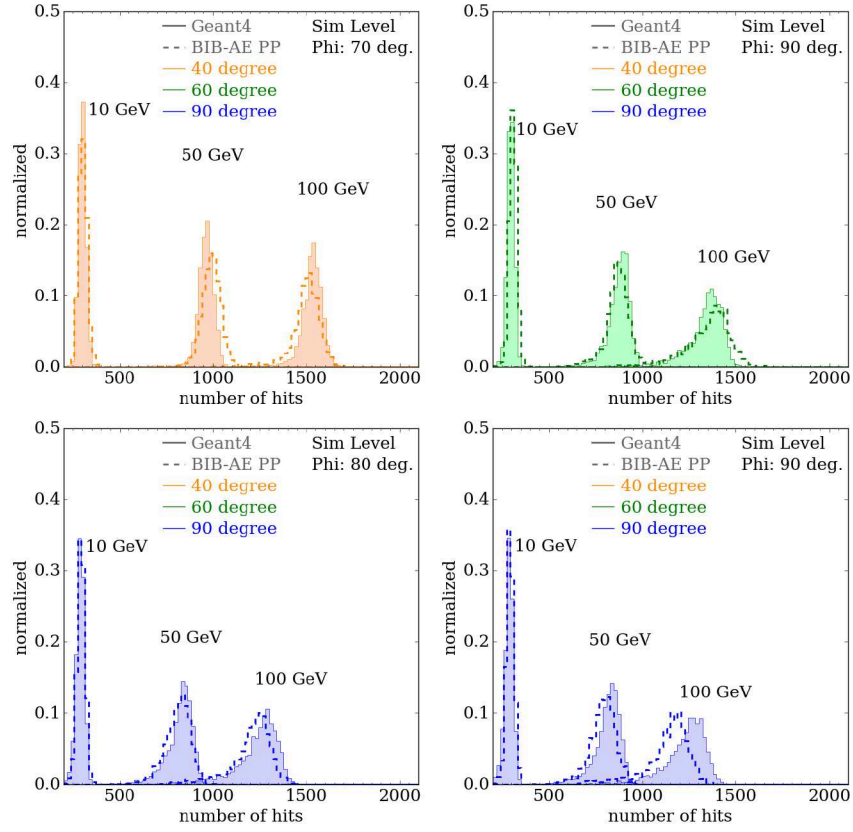 0.5
0.4
0.3
0.2
0.1
0.0
normalized
Geant4
BIB-AE PP
40 degree
60 degree
90 degree
Sim Level
Phi: 70 deg.
10 GeV
50 GeV
100 GeV
500 1000 1500 2000
number of hits
0.5
0.4
0.3
0.2
0.1
0.0
normalized
Geant4
BIB-AE PP
40 degree
60 degree
90 degree
Sim Level
Phi: 90 deg.
10 GeV
50 GeV
100 GeV
500 1000 1500 2000
number of hits
0.5
0.4
0.3
0.2
0.1
0.0
normalized
Geant4
BIB-AE PP
40 degree
60 degree
90 degree
Sim Level
Phi: 80 deg.
10 GeV
50 GeV
100 GeV
500 1000 1500 2000
number of hits
0.5
0.4
0.3
0.2
0.1
0.0
normalized
Geant4
BIB-AE PP
40 degree
60 degree
90 degree
Sim Level
Phi: 90 deg.
10 GeV
50 GeV
100 GeV
500 1000 1500 2000
number of hits